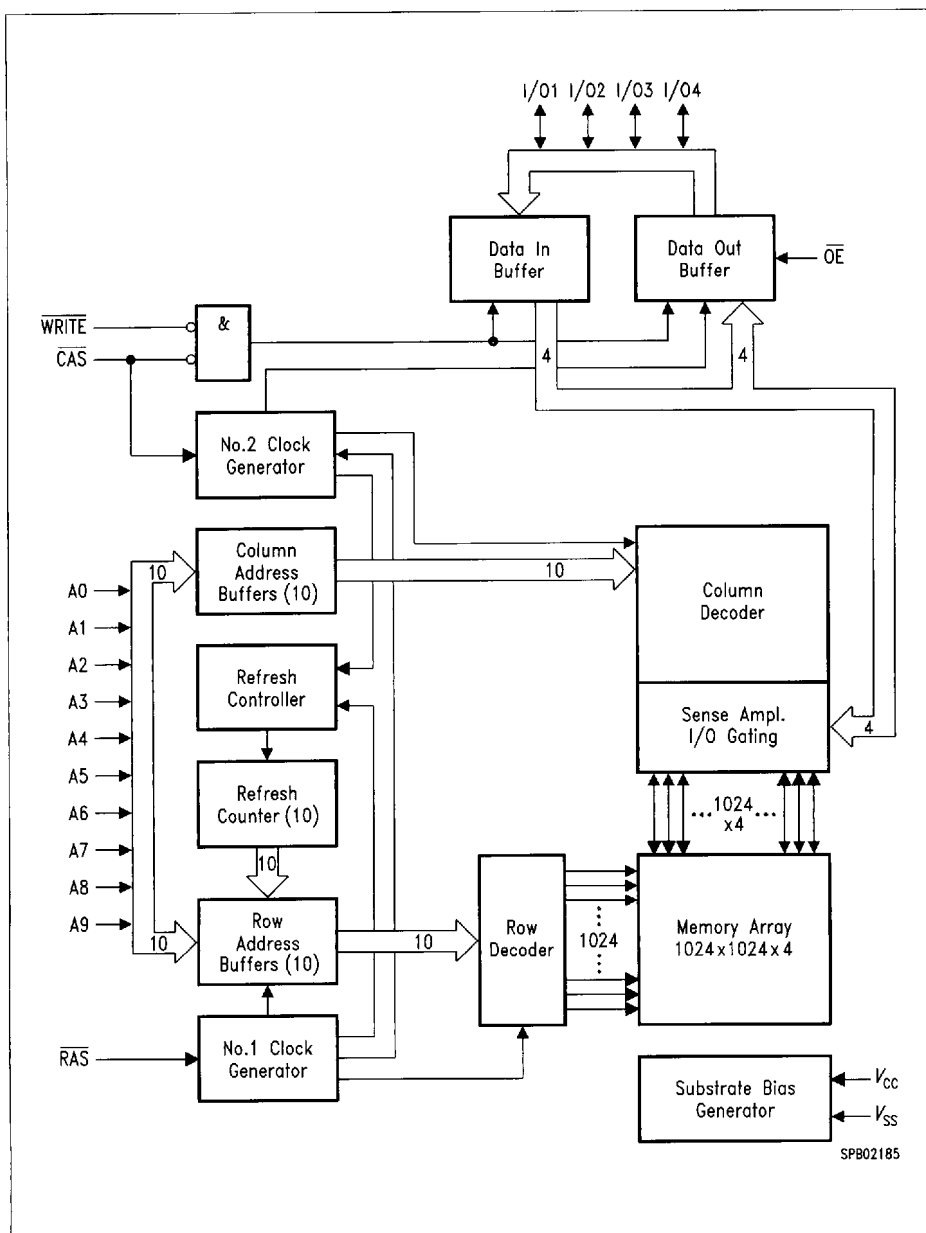 I/O1 I/O2 I/O3 I/O4
Data In
Buffer
Data Out
Buffer
OE
WRITE
CAS
&
4
4
No.2 Clock
Generator
10
Column
Address
Buffers (10)
10
Column
Decoder
A0
A1
A2
A3
A4
A5
A6
A7
A8
A9
Refresh
Controller
Sense Ampl.
I/O Gating
4
Refresh
Counter (10)
10
...1024...
x4
10
Row
Address
Buffers (10)
10
Row
Decoder
1024
Memory Array
1024x1024x4
RAS
No.1 Clock
Generator
Substrate Bias
Generator
VCC
VSS
SPB02185